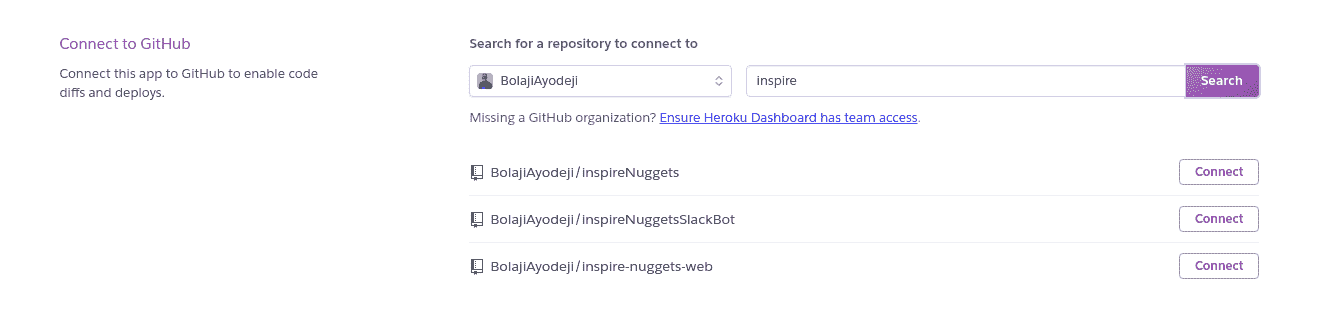 Connect to GitHub
Connect this app to GitHub to enable code
diffs and deploys.
Search for a repository to connect to
BolajiAyodeji
inspire
Search
Missing a GitHub organization? Ensure Heroku Dashboard has team access.
BolajiAyodeji/inspireNuggets
Connect
BolajiAyodeji/inspireNuggetsSlackBot
Connect
BolajiAyodeji/inspire-nuggets-web
Connect